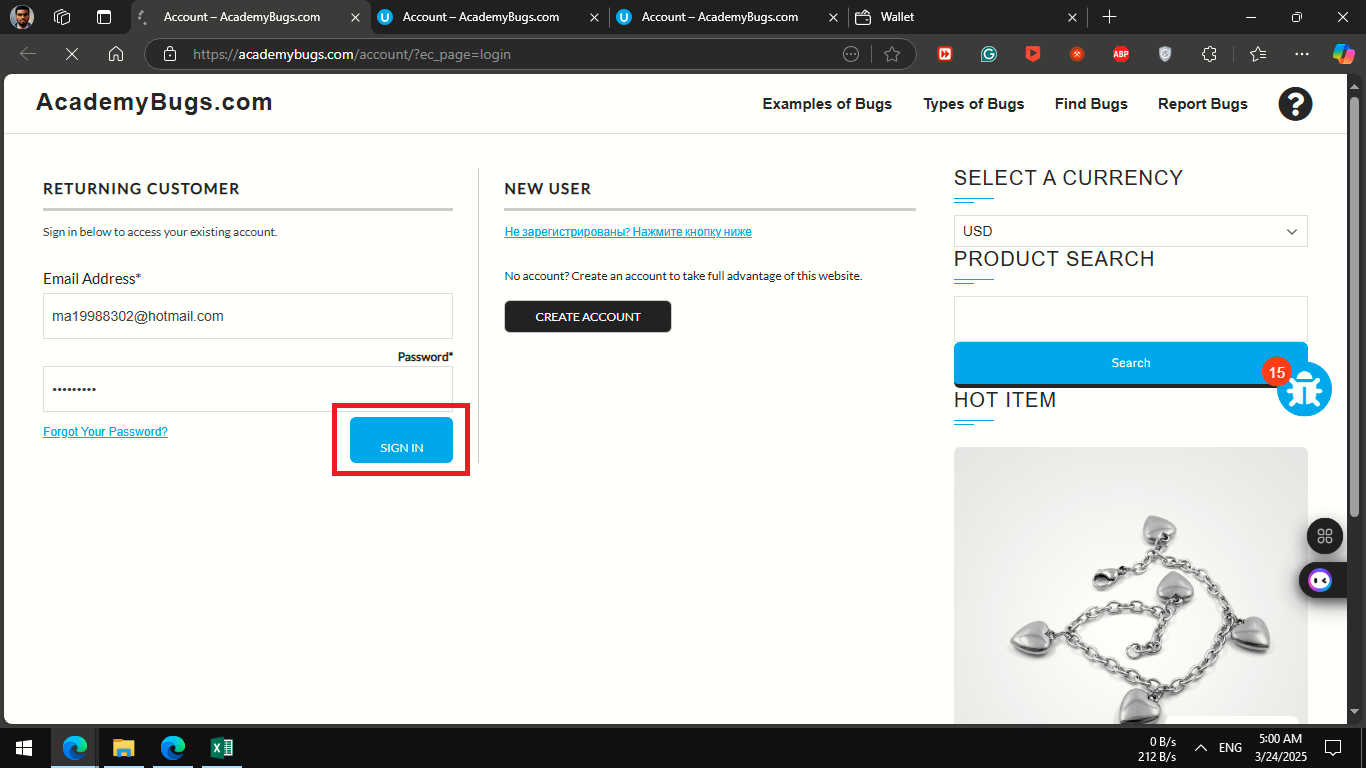 Account – AcademyBugs.com
Account – AcademyBugs.com
Account – AcademyBugs.com
Wallet
https://academybugs.com/account/?ec_page=login
ABP
AcademyBugs.com
Examples of Bugs
Types of Bugs
Find Bugs
Report Bugs
?
RETURNING CUSTOMER
Sign in below to access your existing account.
Email Address*
ma19988302@hotmail.com
Password*
•••••••••
Forgot Your Password?
SIGN IN
NEW USER
Не зарегистрированы? Нажмите кнопку ниже
No account? Create an account to take full advantage of this website.
CREATE ACCOUNT
SELECT A CURRENCY
USD
PRODUCT SEARCH
Search
15
HOT ITEM
0 B/s
212 B/s
ENG
5:00 AM
3/24/2025